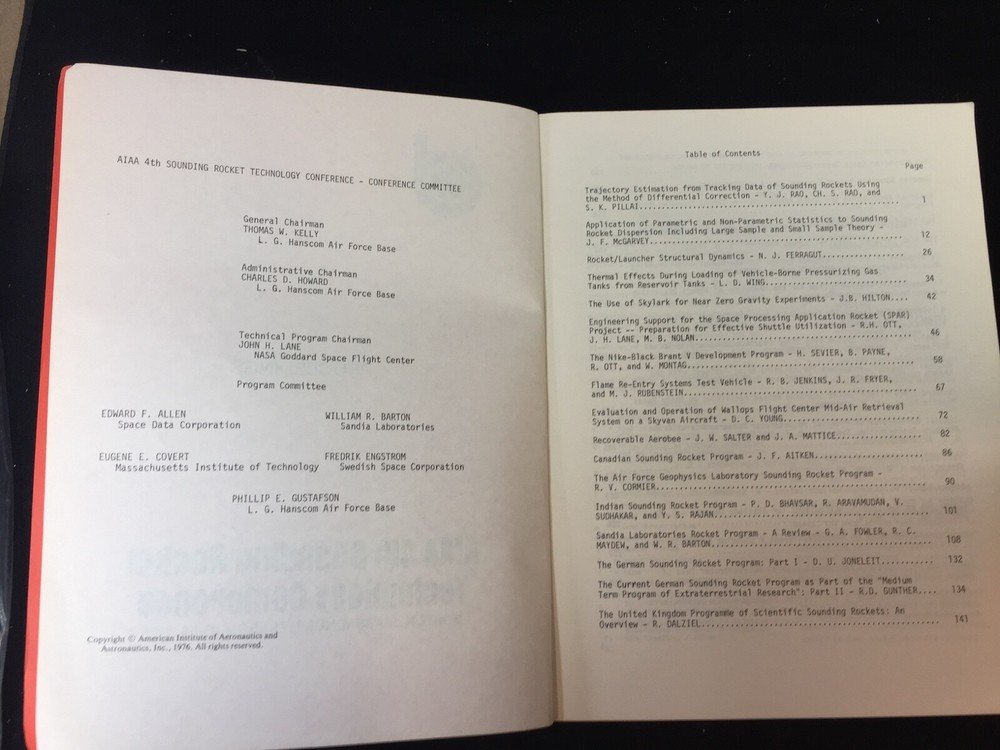 AIAA 4th SOUNDING ROCKET TECHNOLOGY CONFERENCE - CONFERENCE COMMITTEE
General Chairman
THOMAS W. KELLY
L. G. Hanscom Air Force Base
Administrative Chairman
CHARLES D. HOWARD
L. G. Hanscom Air Force Base
Technical Program Chairman
JOHN H. LANE
NASA Goddard Space Flight Center
Program Committee
EDWARD F. ALLEN
Space Data Corporation
WILLIAM R. BARTON
Sandia Laboratories
EUGENE E. COVERT
Massachusetts Institute of Technology
FREDRIK ENGSTROM
Swedish Space Corporation
PHILLIP E. GUSTAFSON
L. G. Hanscom Air Force Base
Copyright © American Institute of Aeronautics and
Astronautics, Inc., 1976. All rights reserved.
Table of Contents
Page
Trajectory Estimation from Tracking Data of Sounding Rockets Using
the Method of Differential Correction - Y. J. RAO, CH. S. RAO, and
S. K. PILLAI.......... 1
Application of Parametric and Non-Parametric Statistics to Sounding
Rocket Dispersion Including Large Sample and Small Sample Theory -
J. F. McGARVEY.......... 12
Rocket/Launcher Structural Dynamics - N. J. FERRAGUT.......... 26
Thermal Effects During Loading of Vehicle-Borne Pressurizing Gas
Tanks from Reservoir Tanks - L. D. WING.......... 34
The Use of Skylark for Near Zero Gravity Experiments - J.B. HILTON.... 42
Engineering Support for the Space Processing Application Rocket (SPAR)
Project -- Preparation for Effective Shuttle Utilization - R.H. OTT,
J. H. LANE, M. B. NOLAN.......... 46
The Nike-Black Brant V Development Program - H. SEVIER, B. PAYNE,
R. OTT, and W. MONTAG.......... 58
Flame Re-Entry Systems Test Vehicle - R. B. JENKINS, J. R. FRYER,
and M. J. RUBENSTEIN.......... 67
Evaluation and Operation of Wallops Flight Center Mid-Air Retrieval
System on a Skyvan Aircraft - D. C. YOUNG.......... 72
Recoverable Aerobee - J. W. SALTER and J. A. MATTICE.......... 82
Canadian Sounding Rocket Program - J. F. AITKEN.......... 86
The Air Force Geophysics Laboratory Sounding Rocket Program -
R. V. CORMIER.......... 90
Indian Sounding Rocket Program - P. D. BHAVSAR, R. ARAVAMUDAN, V.
SUDHAKAR, and Y. S. RAJAN.......... 101
Sandia Laboratories Rocket Program - A Review - G. A. FOWLER, R. C.
MAYDEW, and W. R. BARTON.......... 108
The German Sounding Rocket Program: Part I - D. U. JONELEIT.......... 132
The Current German Sounding Rocket Program as Part of the "Medium
Term Program of Extraterrestrial Research": Part II - R.D. GUNTHER.... 134
The United Kingdom Programme of Scientific Sounding Rockets: An
Overview - R. DALZIEL.......... 141